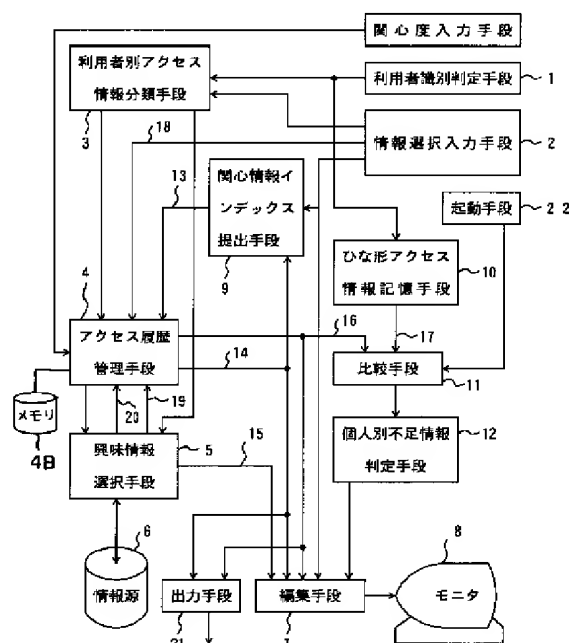 関心度入力手段
利用者別アクセス
情報分類手段
3
利用者識別判定手段
1
18
情報選択入力手段
2
13
関心情報イ
ンデックス
提出手段
9
起動手段
22
ひな形アクセス
情報記憶手段
10
4
アクセス履歴
管理手段
14
16
17
比較手段
11
メモリ
4B
20
19
興味情報
選択手段
5
15
個人別不足情報
判定手段
12
6
情報源
出力手段
21
編集手段
7
8
モニタ